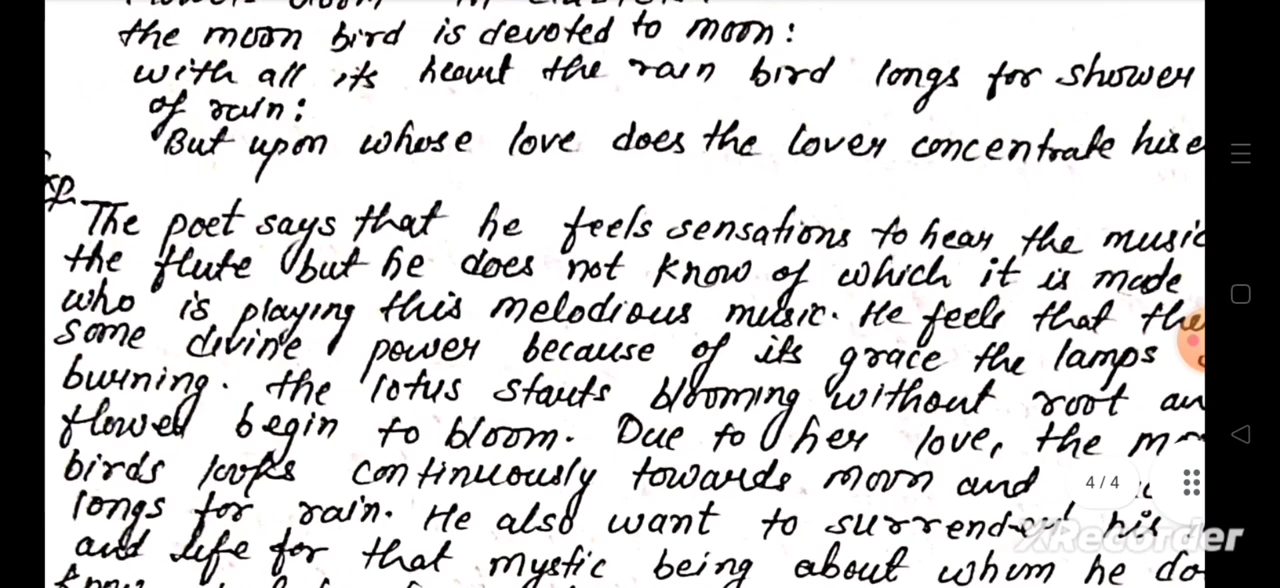 the moon bird is devoted to moon:
with all its heart the rain bird longs for shower
of rain:
But upon whose love does the lover concentrate his e
Exp.
The poet says that he feels sensations to hear the music
the flute but he does not know of which it is made
who is playing this melodious music. He feels that the
some divine power because of its grace the lamps
burning. the lotus starts blooming without root an
flower begin to bloom. Due to her love, the m
birds looks continuously towards moon and
longs for rain. He also want to surrender his
and life for that mystic being about whom he do
4/4
XRecorder